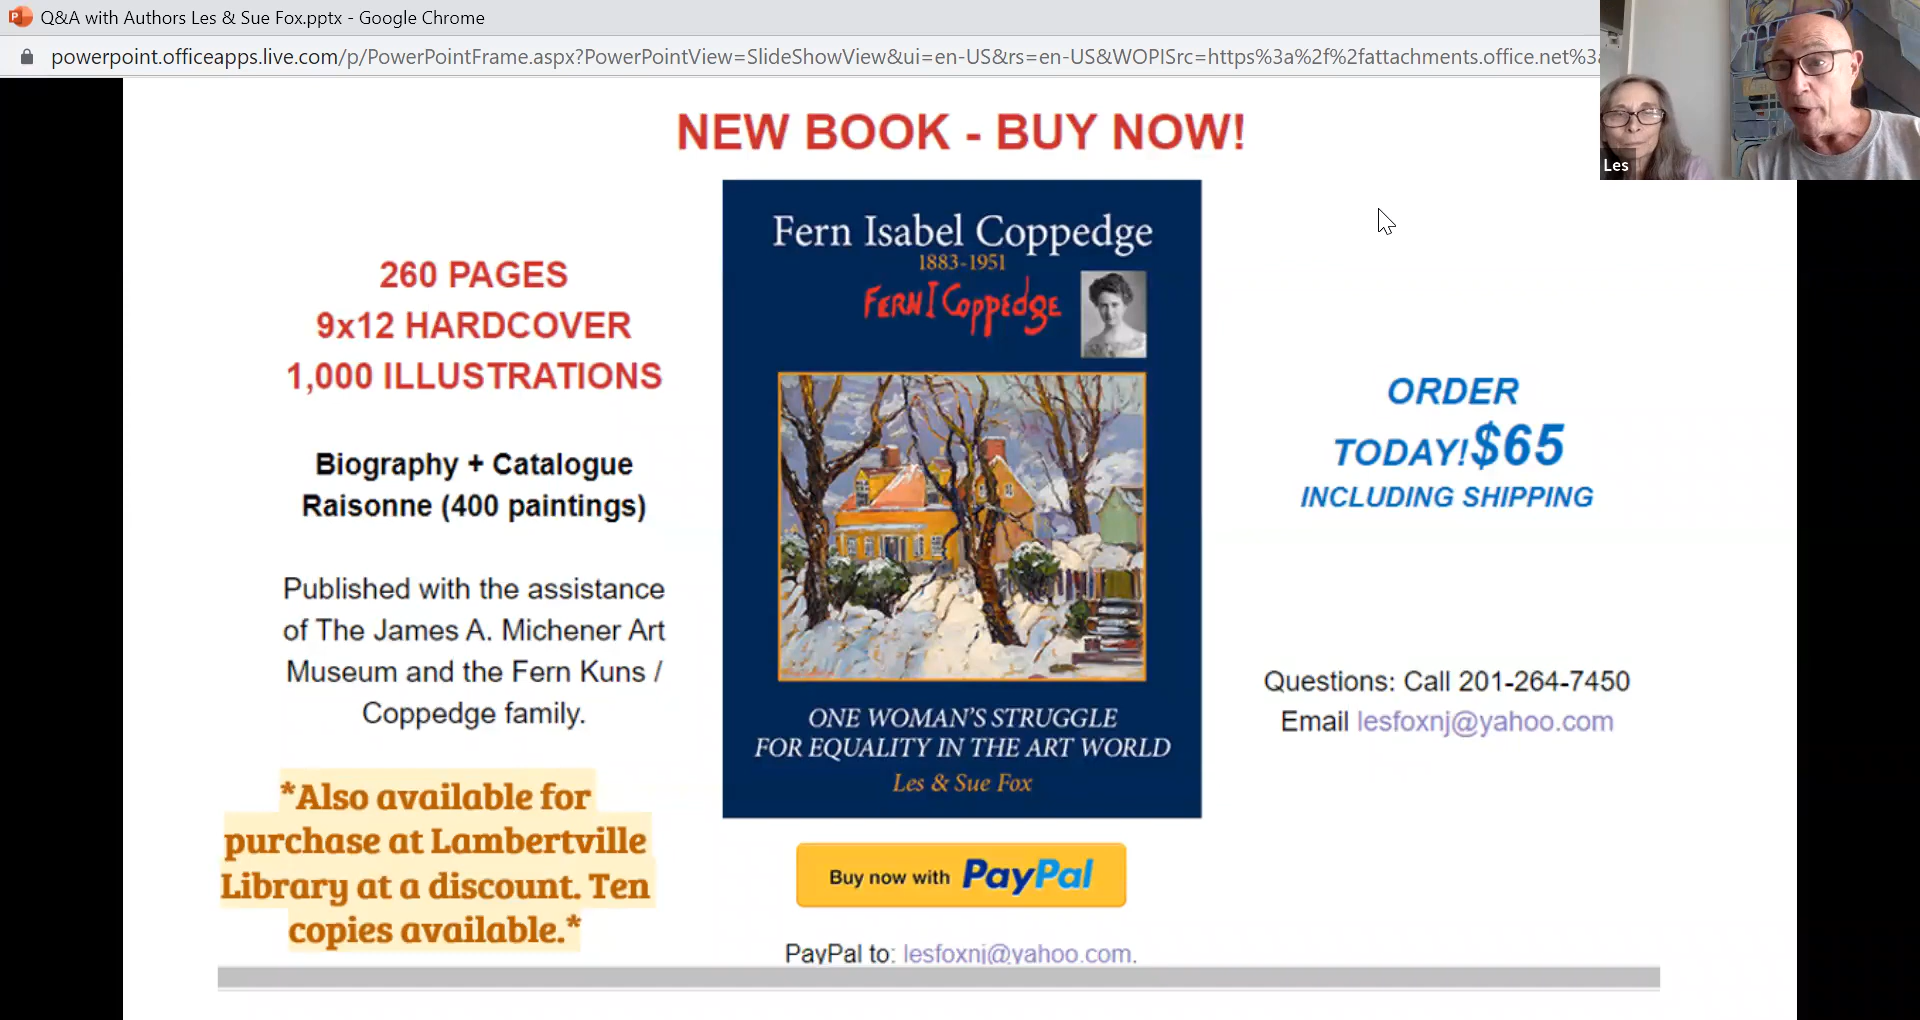 Q&A with Authors Les & Sue Fox.pptx - Google Chrome
powerpoint.officeapps.live.com/p/PowerPointFrame.aspx?PowerPointView=SlideShowView&ui=en-US&rs=en-US&WOPISrc=https%3a%2f%2fattachments.office.net%3a
Les
NEW BOOK - BUY NOW!
260 PAGES
9x12 HARDCOVER
1,000 ILLUSTRATIONS
Biography + Catalogue
Raisonne (400 paintings)
Published with the assistance
of The James A. Michener Art
Museum and the Fern Kuns /
Coppedge family.
*Also available for
purchase at Lambertville
Library at a discount. Ten
copies available.*
Fern Isabel Coppedge
1883-1951
FERN I Coppedge
ONE WOMAN'S STRUGGLE
FOR EQUALITY IN THE ART WORLD
Les & Sue Fox
Buy now with PayPal
PayPal to: lesfoxnj@yahoo.com.
ORDER
TODAY! $65
INCLUDING SHIPPING
Questions: Call 201-264-7450
Email lesfoxnj@yahoo.com